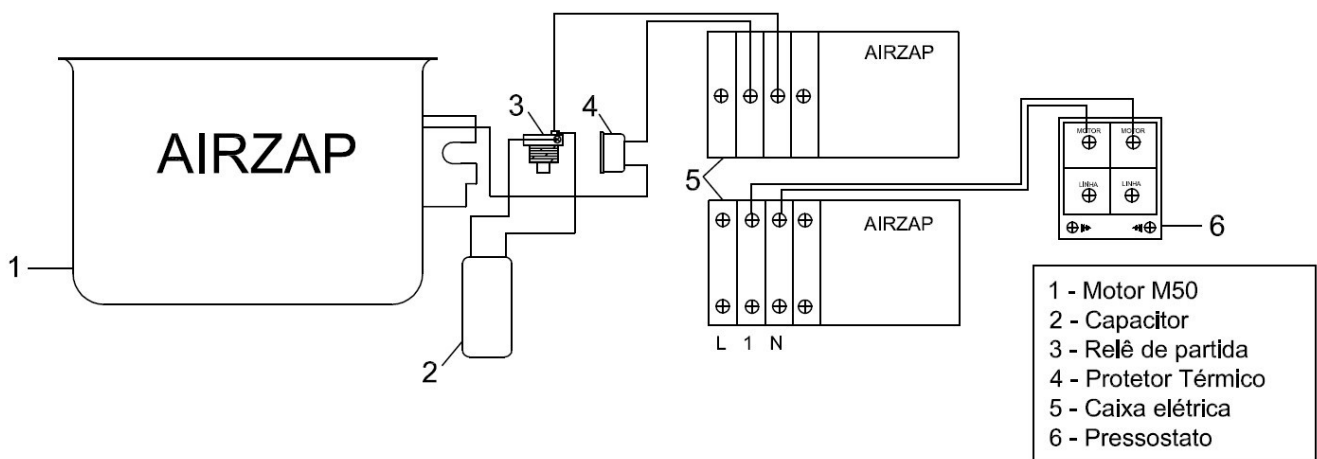 AIRZAP
1
2
3
4
5
AIRZAP
AIRZAP
L 1 N
MOTOR MOTOR
LINHA LINHA
6
1 - Motor M50
2 - Capacitor
3 - Relê de partida
4 - Protetor Térmico
5 - Caixa elétrica
6 - Pressostato